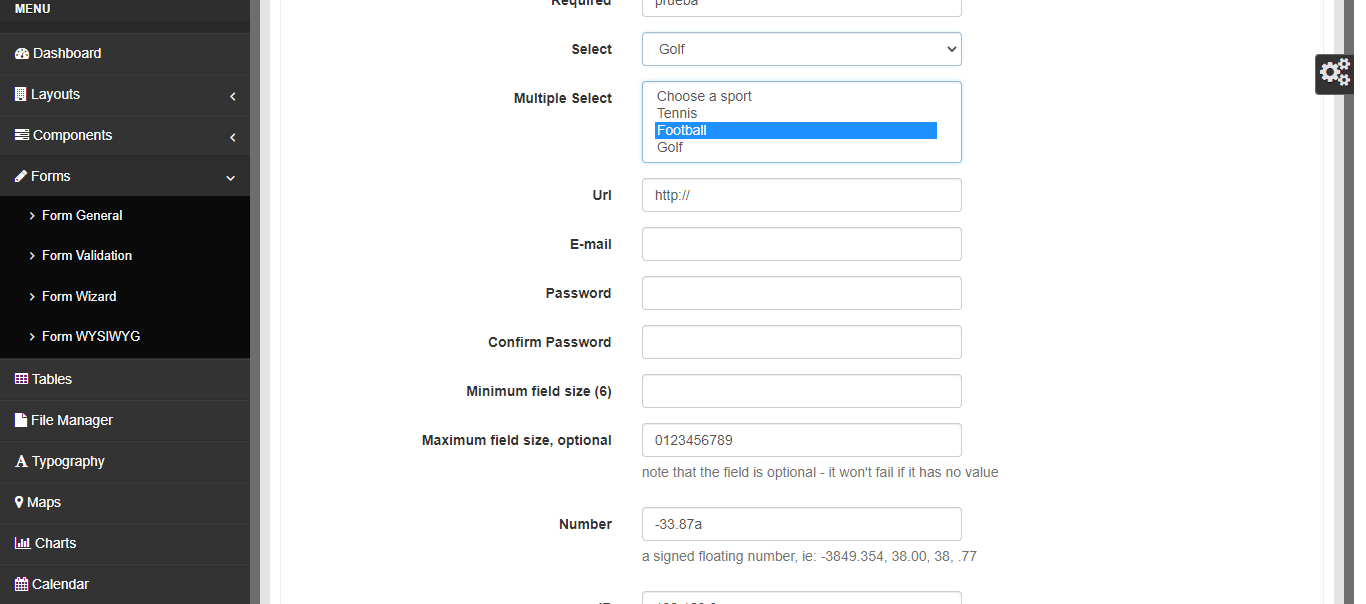 MENU
Dashboard
Layouts
Components
Forms
Form General
Form Validation
Form Wizard
Form WYSIWYG
Tables
File Manager
Typography
Maps
Charts
Calendar
Required prueba
Select Golf
Multiple Select Choose a sport
Tennis
Football
Golf
Url http://
E-mail
Password
Confirm Password
Minimum field size (6)
Maximum field size, optional 0123456789
note that the field is optional - it won't fail if it has no value
Number -33.87a
a signed floating number, ie: -3849.354, 38.00, 38, .77